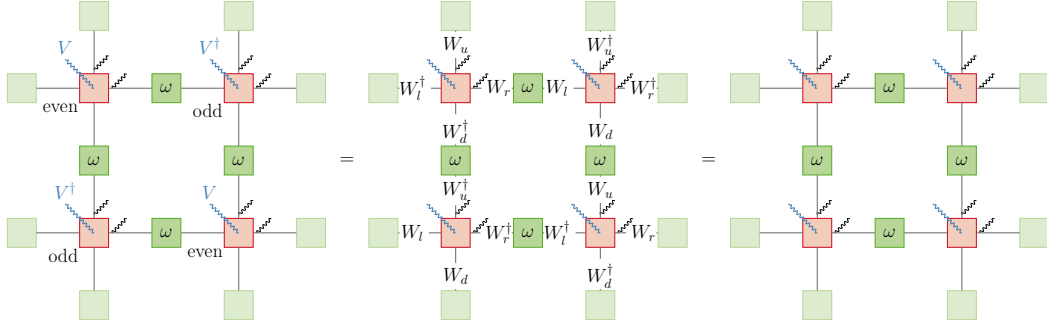 V V† W_u W_u†
ω W_l† W_r ω W_l W_r† ω
even odd
W_d† W_d
ω ω = ω ω = ω ω
V† V W_u† W_u
ω W_l W_r† ω W_l† W_r ω
odd even
W_d W_d†